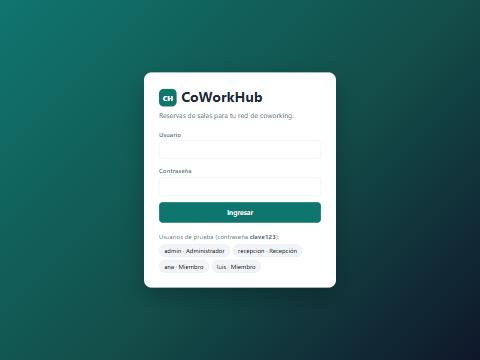 CH CoWorkHub
Reservas de salas para tu red de coworking.
Usuario
Contraseña
Ingresar
Usuarios de prueba (contraseña clave123):
admin · Administrador recepcion · Recepción
ana · Miembro luis · Miembro